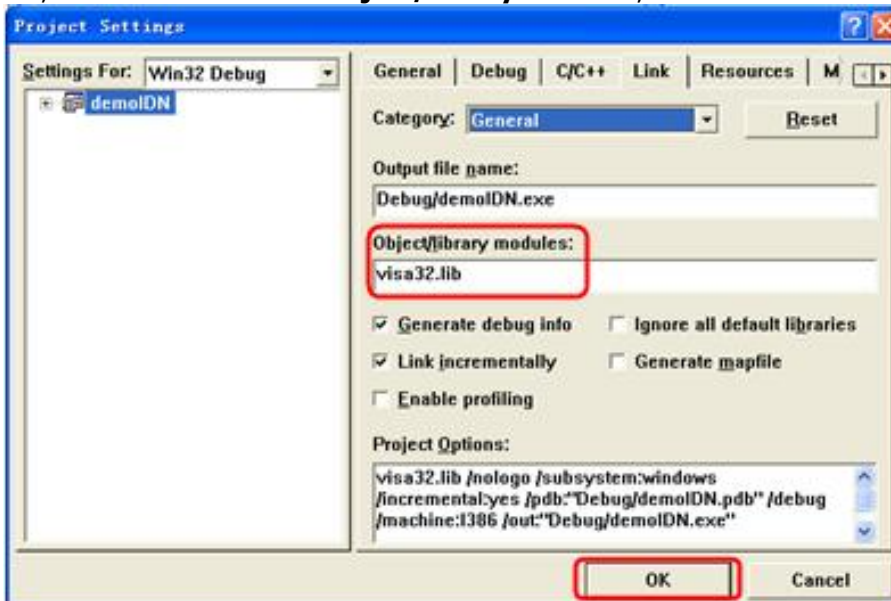 Project Settings
Settings For: Win32 Debug
demoIDN
General Debug C/C++ Link Resources M
Category: General Reset
Output file name:
Debug/demoIDN.exe
Object/library modules:
visa32.lib
Generate debug info Ignore all default libraries
Link incrementally Generate mapfile
Enable profiling
Project Options:
visa32.lib /nologo /subsystem:windows
/incremental:yes /pdb:"Debug/demoIDN.pdb" /debug
/machine:I386 /out:"Debug/demoIDN.exe"
OK Cancel